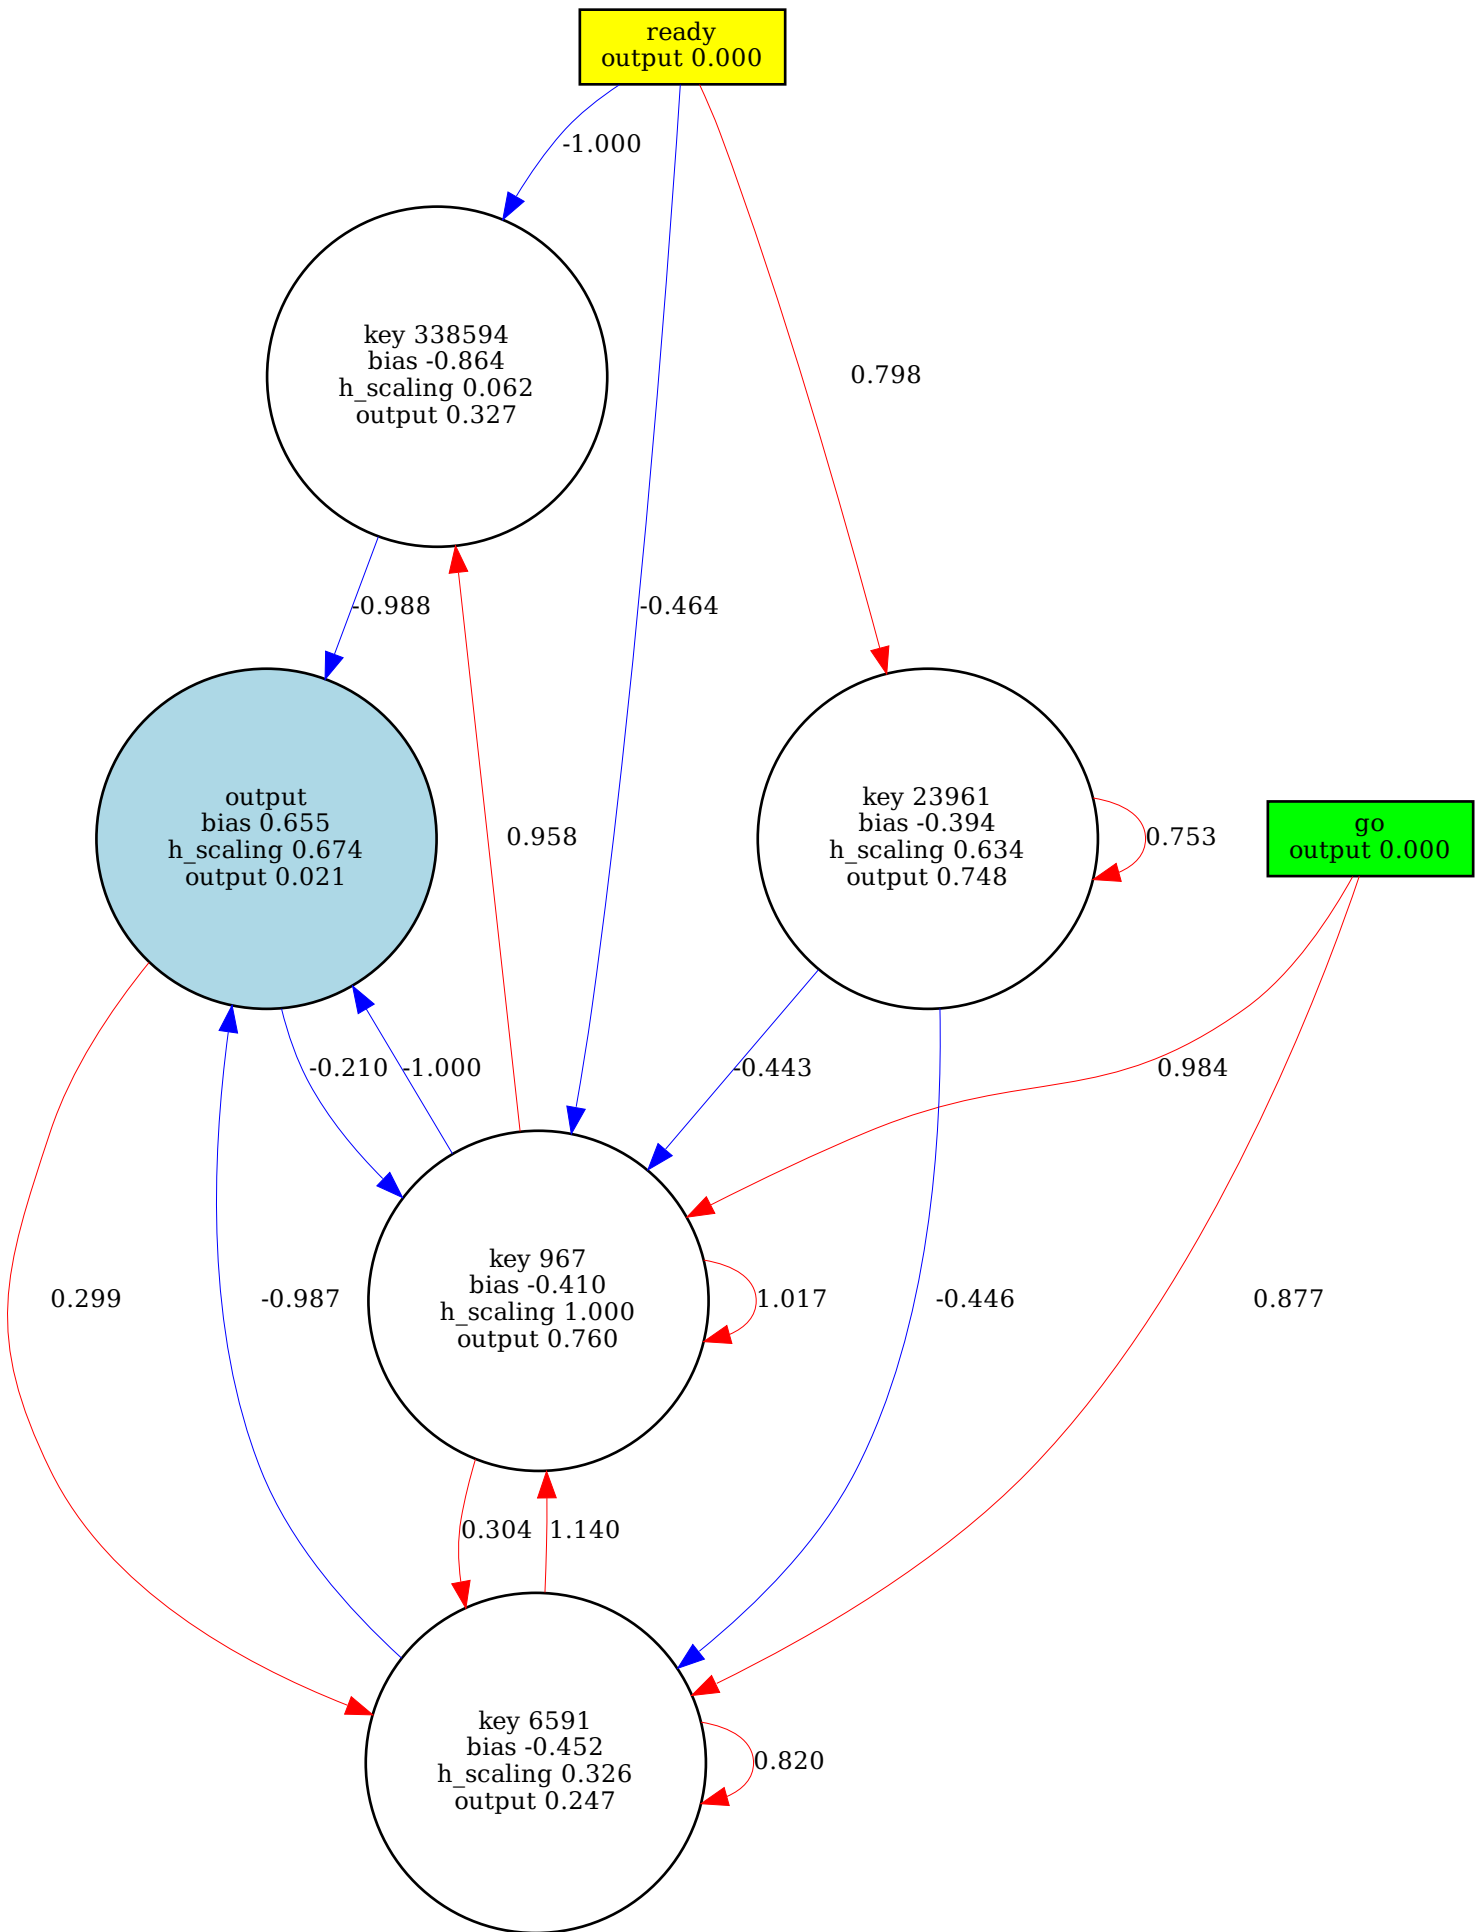 ready
output 0.000
-1.000
key 338594
bias -0.864
h_scaling 0.062
output 0.327
0.798
-0.988
-0.464
output
bias 0.655
h_scaling 0.674
output 0.021
0.958
key 23961
bias -0.394
h_scaling 0.634
output 0.748
0.753
go
output 0.000
-0.210
-1.000
-0.443
0.984
0.299
-0.987
key 967
bias -0.410
h_scaling 1.000
output 0.760
1.017
-0.446
0.877
0.304
1.140
key 6591
bias -0.452
h_scaling 0.326
output 0.247
0.820